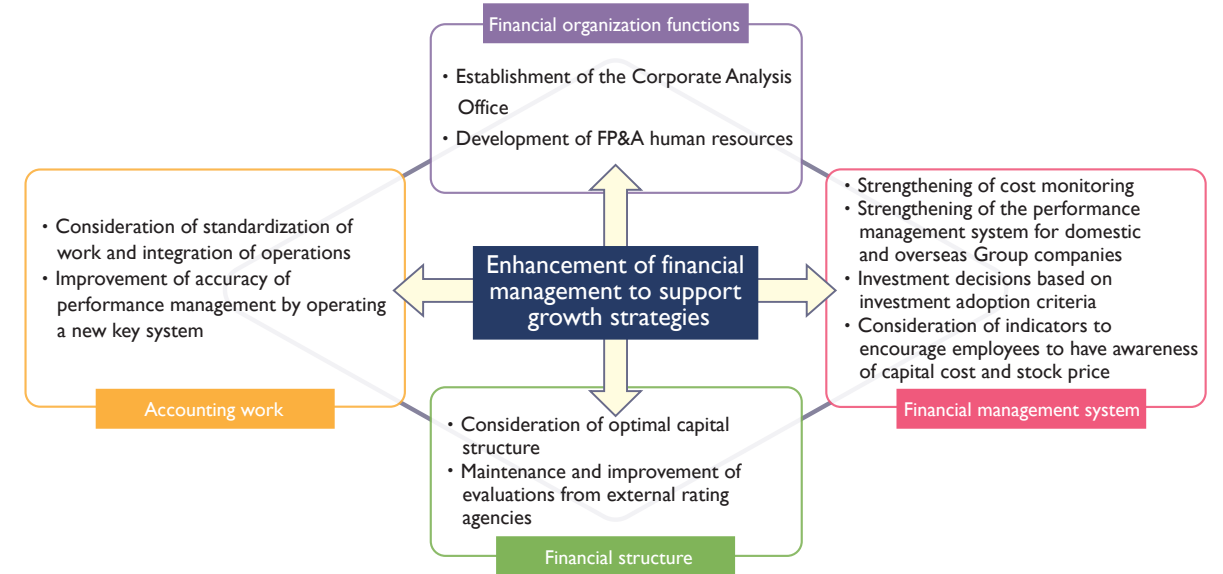 Financial organization functions
・Establishment of the Corporate Analysis
Office
・Development of FP&A human resources
・Consideration of standardization of
work and integration of operations
・Improvement of accuracy of
performance management by operating
a new key system
Accounting work
Enhancement of financial
management to support
growth strategies
・Strengthening of cost monitoring
・Strengthening of the performance
management system for domestic
and overseas Group companies
・Investment decisions based on
investment adoption criteria
・Consideration of indicators to
encourage employees to have awareness
of capital cost and stock price
Financial management system
・Consideration of optimal capital
structure
・Maintenance and improvement of
evaluations from external rating
agencies
Financial structure